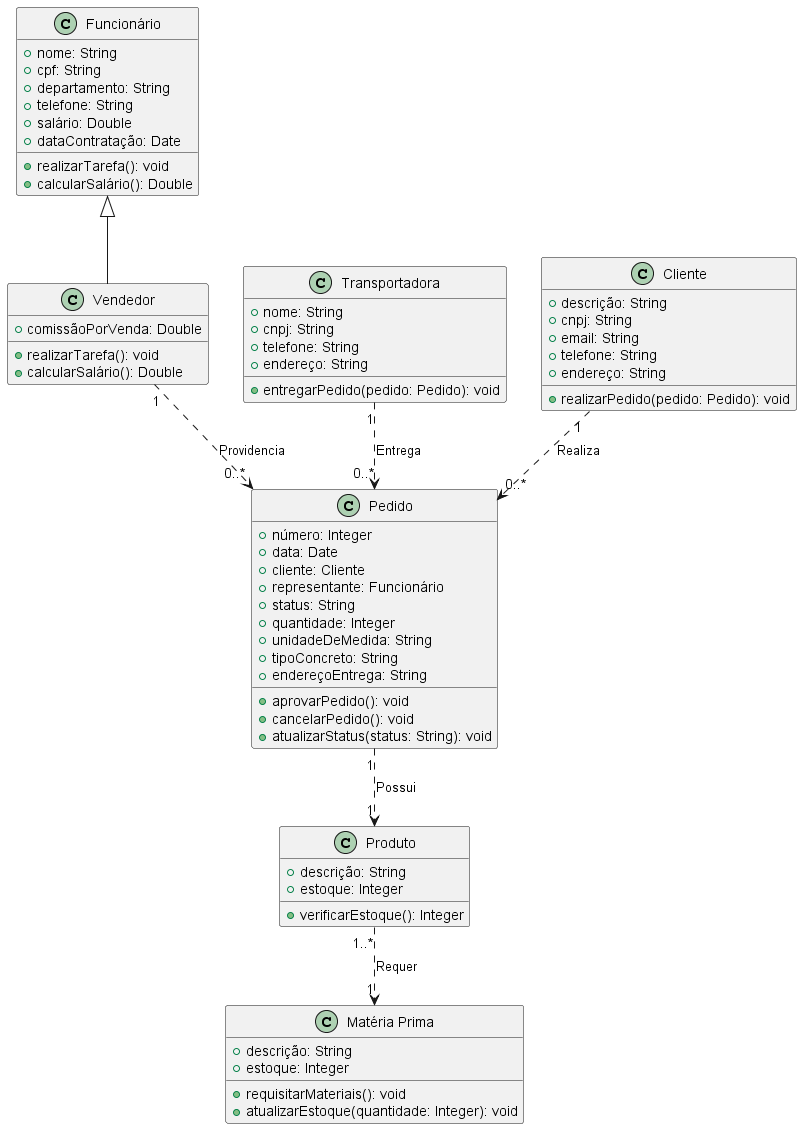 C Funcionário
nome: String
cpf: String
departamento: String
telefone: String
salário: Double
dataContratação: Date
realizarTarefa(): void
calcularSalário(): Double
C Vendedor
comissãoPorVenda: Double
realizarTarefa(): void
calcularSalário(): Double
C Transportadora
nome: String
cnpj: String
telefone: String
endereço: String
entregarPedido(pedido: Pedido): void
C Cliente
descrição: String
cnpj: String
email: String
telefone: String
endereço: String
realizarPedido(pedido: Pedido): void
1
Providencia
0..*
1
Entrega
0..*
1
Realiza
0..*
C Pedido
número: Integer
data: Date
cliente: Cliente
representante: Funcionário
status: String
quantidade: Integer
unidadeDeMedida: String
tipoConcreto: String
endereçoEntrega: String
aprovarPedido(): void
cancelarPedido(): void
atualizarStatus(status: String): void
1
Possui
1
C Produto
descrição: String
estoque: Integer
verificarEstoque(): Integer
1..*
Requer
1
C Matéria Prima
descrição: String
estoque: Integer
requisitarMateriais(): void
atualizarEstoque(quantidade: Integer): void